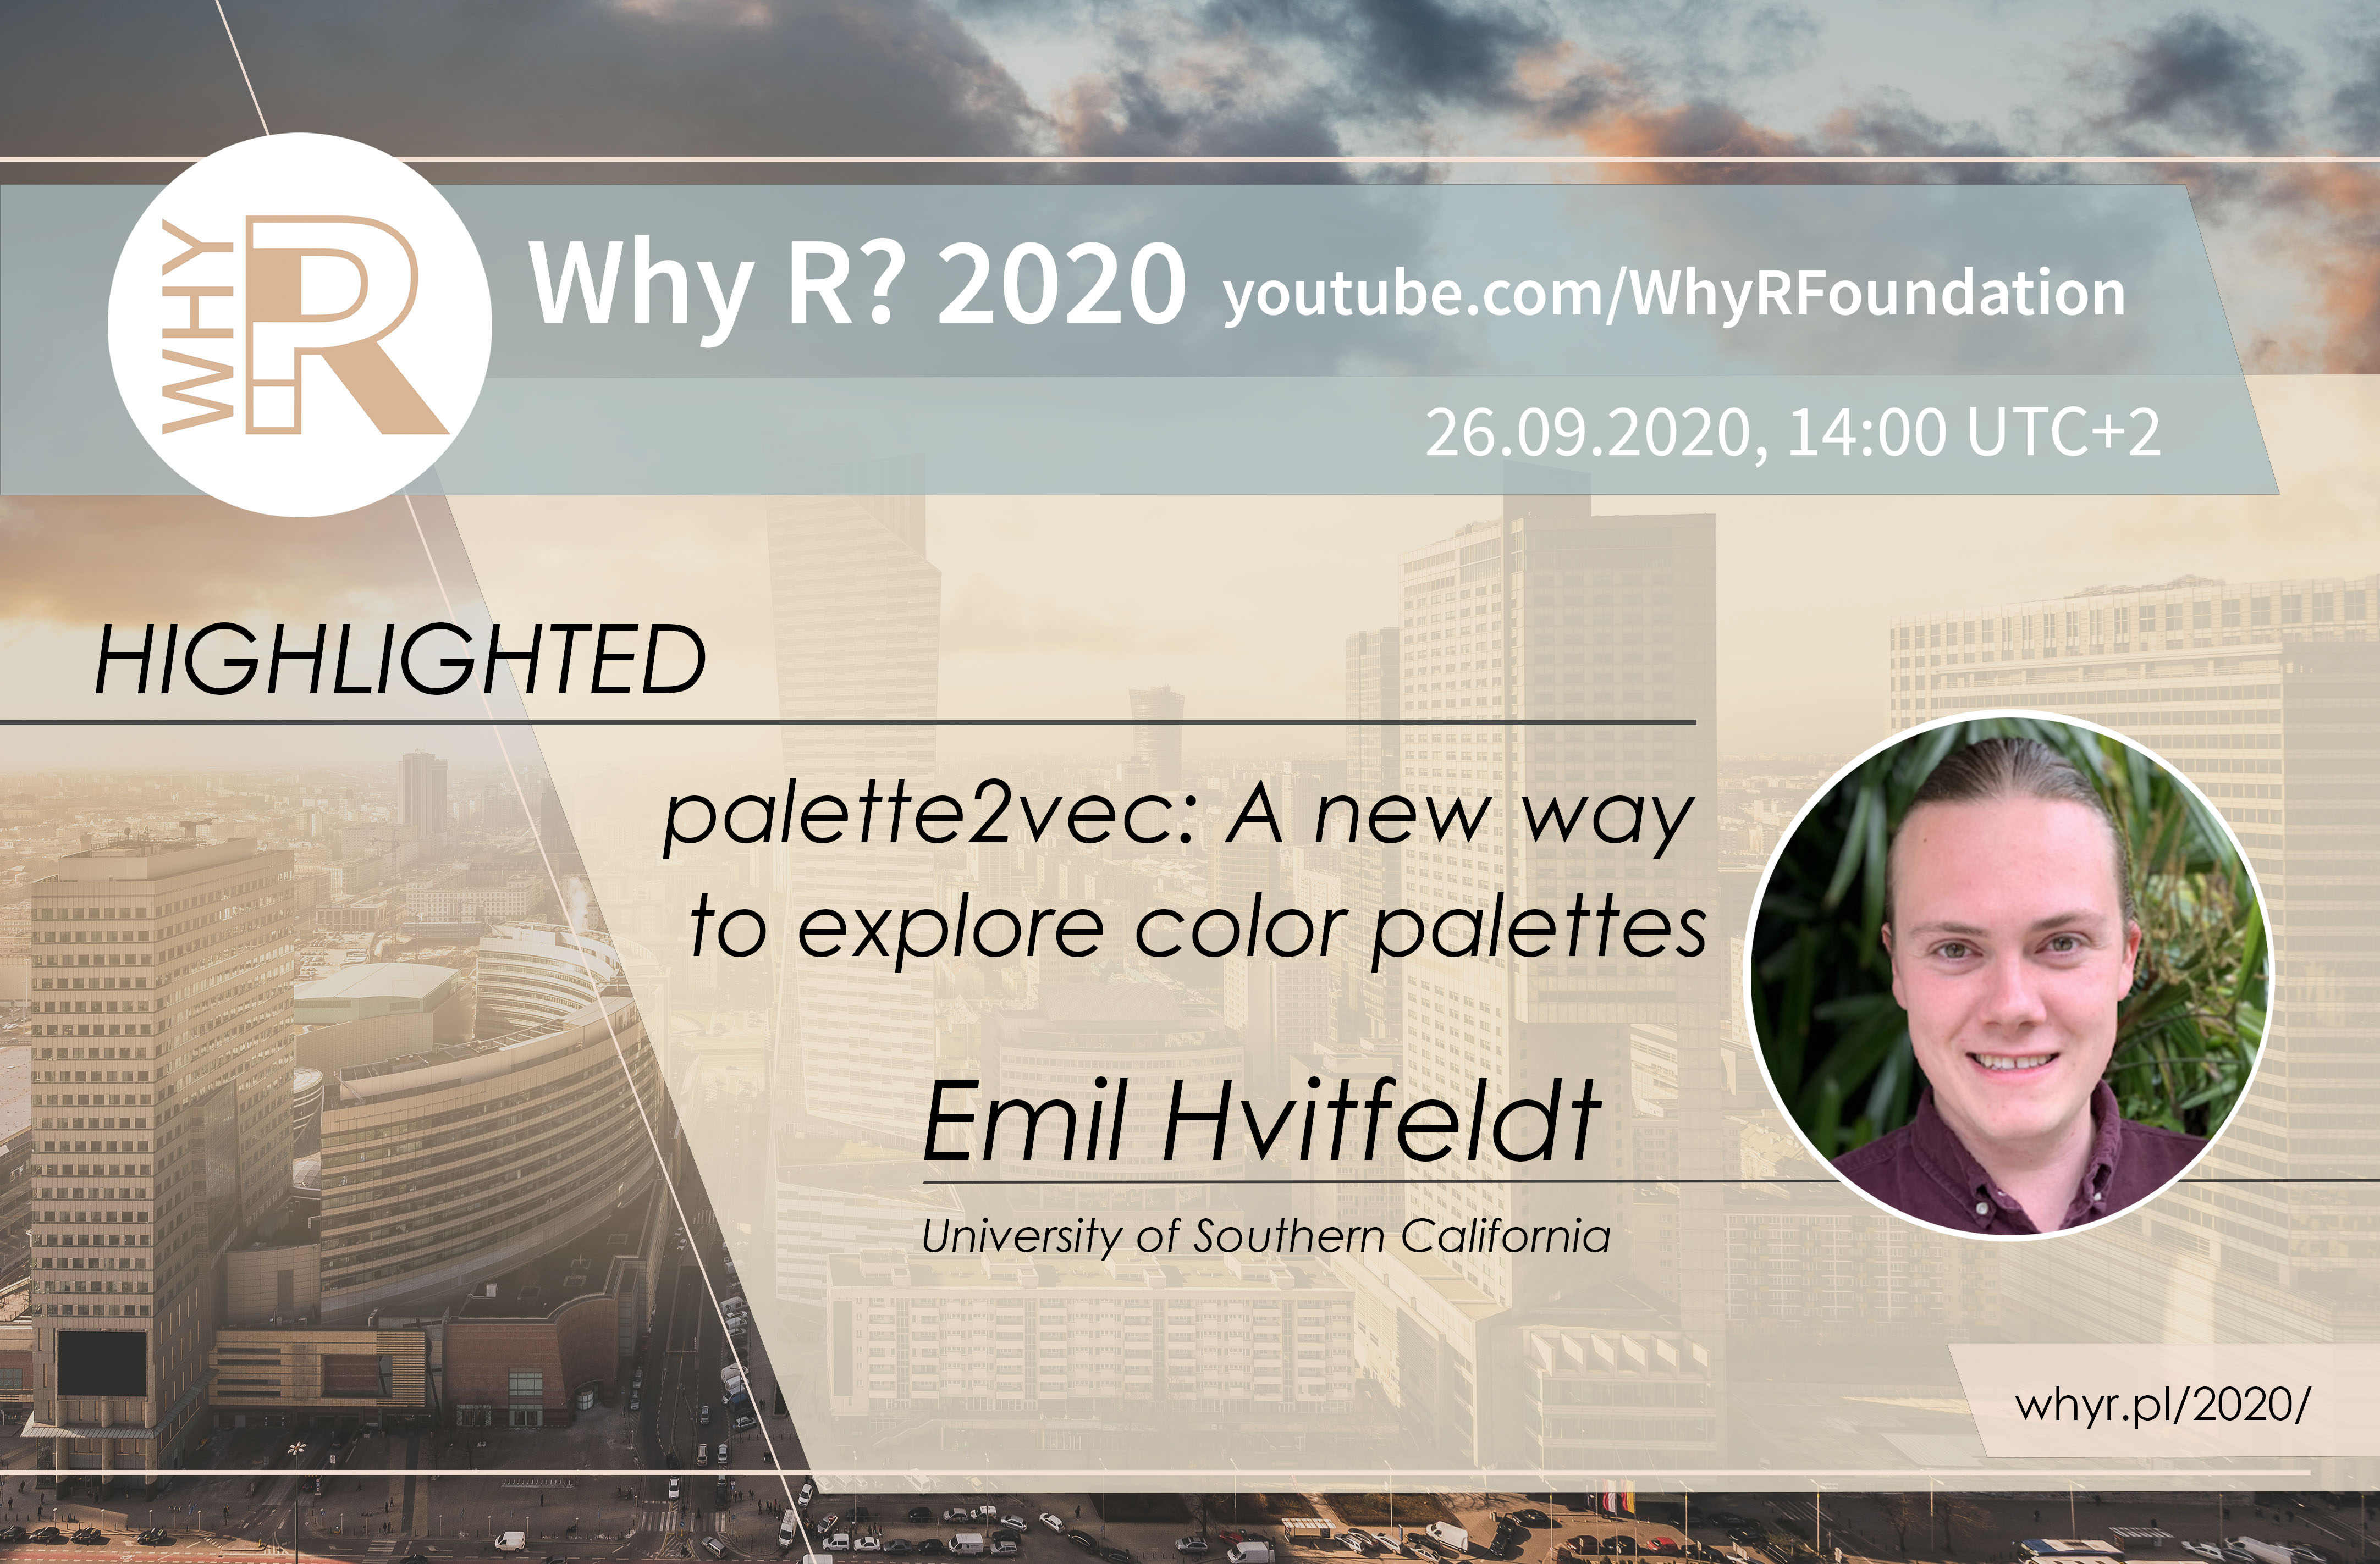 WHY R
Why R? 2020 youtube.com/WhyRFoundation
26.09.2020, 14:00 UTC+2
HIGHLIGHTED
palette2vec: A new way
to explore color palettes
Emil Hvitfeldt
University of Southern California
whyr.pl/2020/